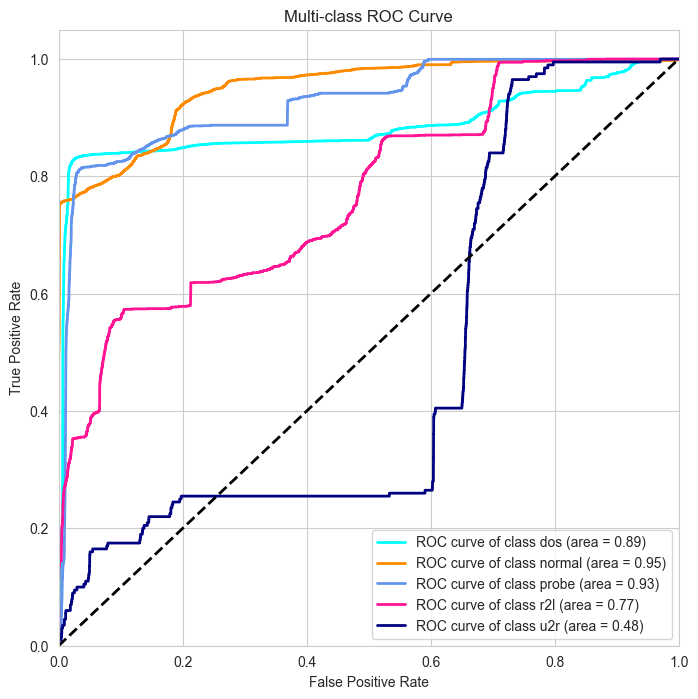 Multi-class ROC Curve
True Positive Rate
1.0
0.8
0.6
0.4
0.2
0.0
ROC curve of class dos (area = 0.89)
ROC curve of class normal (area = 0.95)
ROC curve of class probe (area = 0.93)
ROC curve of class r2l (area = 0.77)
ROC curve of class u2r (area = 0.48)
0.0 0.2 0.4 0.6 0.8 1.0
False Positive Rate